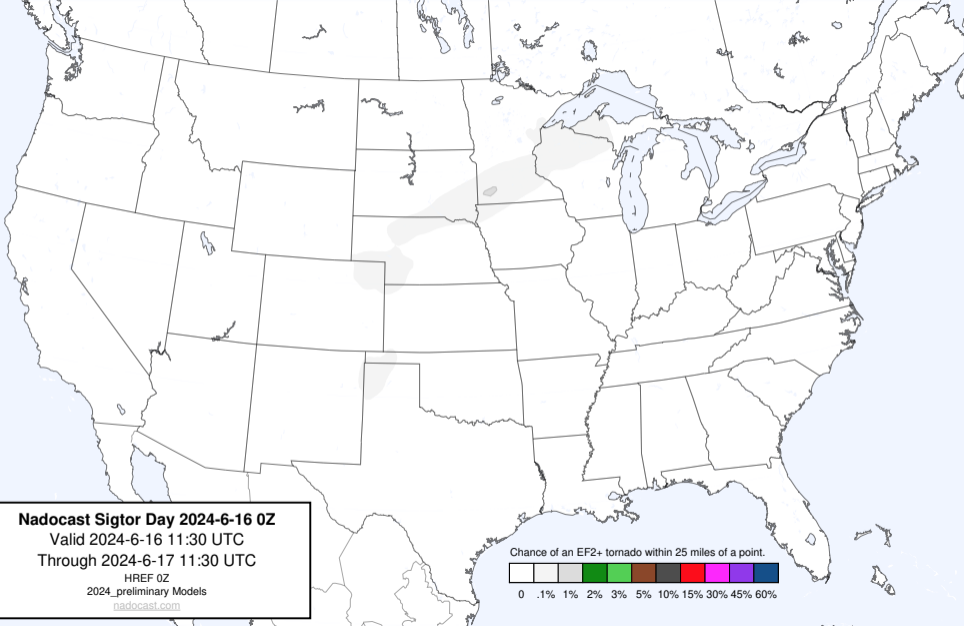 Nadocast Sigtor Day 2024-6-16 0Z
Valid 2024-6-16 11:30 UTC
Through 2024-6-17 11:30 UTC
HREF 0Z
2024_preliminary Models
nadocast.com
Chance of an EF2+ tornado within 25 miles of a point.
0 .1% 1% 2% 3% 5% 10% 15% 30% 45% 60%